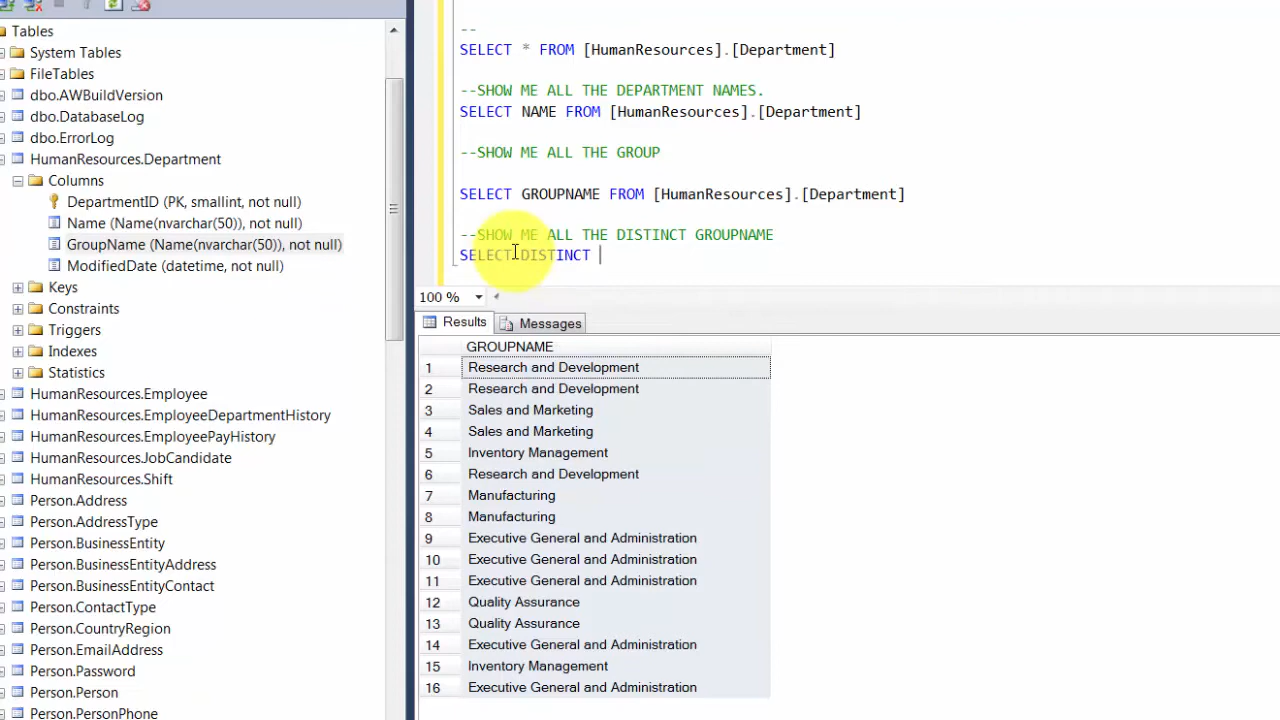 Tables
System Tables
FileTables
dbo.AWBuildVersion
dbo.DatabaseLog
dbo.ErrorLog
HumanResources.Department
Columns
DepartmentID (PK, smallint, not null)
Name (Name(nvarchar(50)), not null)
GroupName (Name(nvarchar(50)), not null)
ModifiedDate (datetime, not null)
Keys
Constraints
Triggers
Indexes
Statistics
HumanResources.Employee
HumanResources.EmployeeDepartmentHistory
HumanResources.EmployeePayHistory
HumanResources.JobCandidate
HumanResources.Shift
Person.Address
Person.AddressType
Person.BusinessEntity
Person.BusinessEntityAddress
Person.BusinessEntityContact
Person.ContactType
Person.CountryRegion
Person.EmailAddress
Person.Password
Person.Person
Person.PersonPhone
--
SELECT * FROM [HumanResources].[Department]
--SHOW ME ALL THE DEPARTMENT NAMES.
SELECT NAME FROM [HumanResources].[Department]
--SHOW ME ALL THE GROUP
SELECT GROUPNAME FROM [HumanResources].[Department]
--SHOW ME ALL THE DISTINCT GROUPNAME
SELECT DISTINCT
100 %
Results Messages
GROUPNAME
1 Research and Development
2 Research and Development
3 Sales and Marketing
4 Sales and Marketing
5 Inventory Management
6 Research and Development
7 Manufacturing
8 Manufacturing
9 Executive General and Administration
10 Executive General and Administration
11 Executive General and Administration
12 Quality Assurance
13 Quality Assurance
14 Executive General and Administration
15 Inventory Management
16 Executive General and Administration